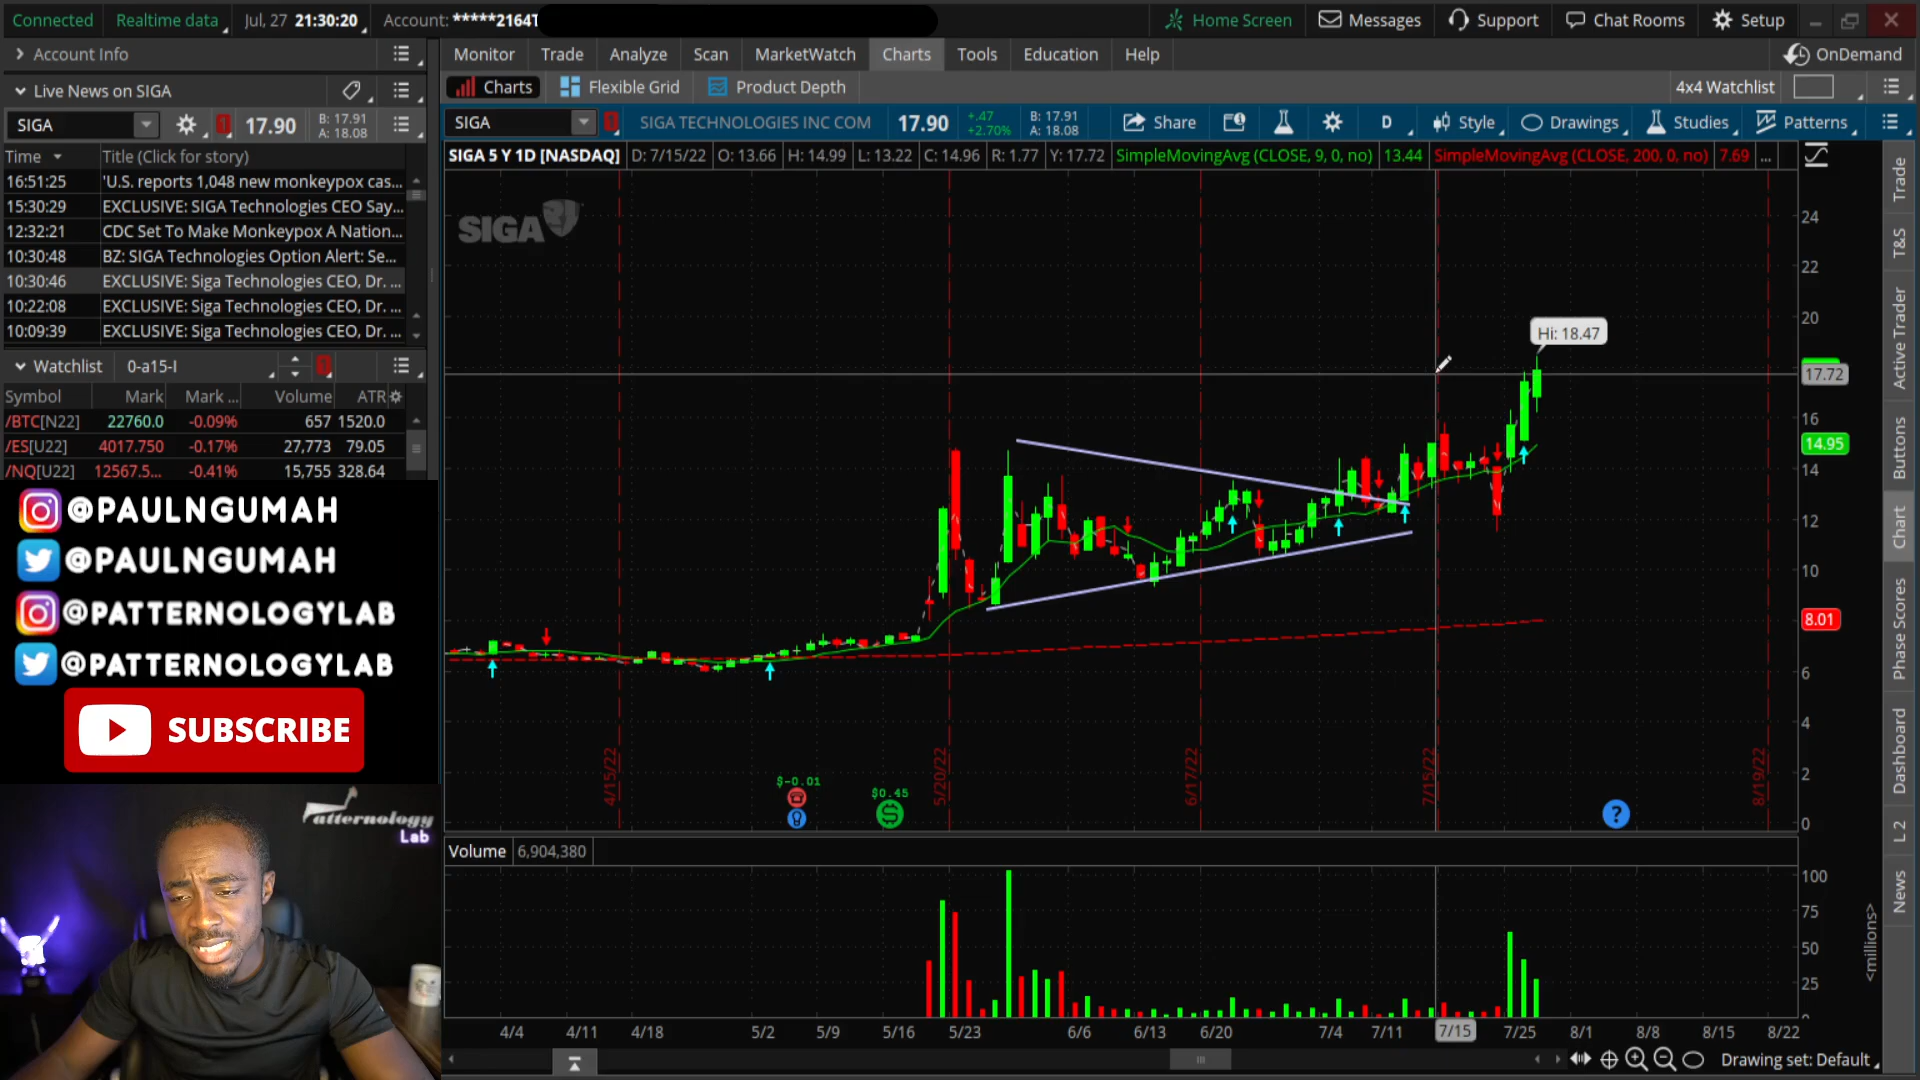 Connected Realtime data Jul, 27 21:30:20 Account: *****2164T Home Screen Messages Support Chat Rooms Setup
Account Info Monitor Trade Analyze Scan MarketWatch Charts Tools Education Help OnDemand
Live News on SIGA Charts Flexible Grid Product Depth 4x4 Watchlist
SIGA 17.90 B: 17.91 A: 18.08 SIGA SIGA TECHNOLOGIES INC COM 17.90 +.47 +2.70% B: 17.91 A: 18.08 Share D Style Drawings Studies Patterns
Time Title (Click for story)
SIGA 5 Y 1D [NASDAQ] D: 7/15/22 O: 13.66 H: 14.99 L: 13.22 C: 14.96 R: 1.77 Y: 17.72 SimpleMovingAvg (CLOSE, 9, 0, no) 13.44 SimpleMovingAvg (CLOSE, 200, 0, no) 7.69 ...
16:51:25 'U.S. reports 1,048 new monkeypox cas...
15:30:29 EXCLUSIVE: SIGA Technologies CEO Say...
12:32:21 CDC Set To Make Monkeypox A Nation...
10:30:48 BZ: SIGA Technologies Option Alert: Se...
10:30:46 EXCLUSIVE: Siga Technologies CEO, Dr. ...
10:22:08 EXCLUSIVE: Siga Technologies CEO, Dr. ...
10:09:39 EXCLUSIVE: Siga Technologies CEO, Dr. ...
Watchlist 0-a15-I
Symbol Mark Mark ... Volume ATR
/BTC[N22] 22760.0 -0.09% 657 1520.0
/ES[U22] 4017.750 -0.17% 27,773 79.05
/NQ[U22] 12567.5... -0.41% 15,755 328.64
@PAULNGUMAH
@PAULNGUMAH
@PATTERNOLOGYLAB
@PATTERNOLOGYLAB
SUBSCRIBE
Patternology
Lab
SIGA
Hi: 18.47
24
22
20
17.72
16
14.95
14
12
10
8.01
6
4
2
0
4/15/22
5/20/22
6/17/22
7/15/22
8/19/22
$-0.01
$0.45
?
Volume 6,904,380
100
75
50
25
0
<millions>
4/4 4/11 4/18 5/2 5/9 5/16 5/23 6/6 6/13 6/20 7/4 7/11 7/15 7/25 8/1 8/8 8/15 8/22
Drawing set: Default
Trade
T&S
Active Trader
Buttons
Chart
Phase Scores
Dashboard
L 2
News